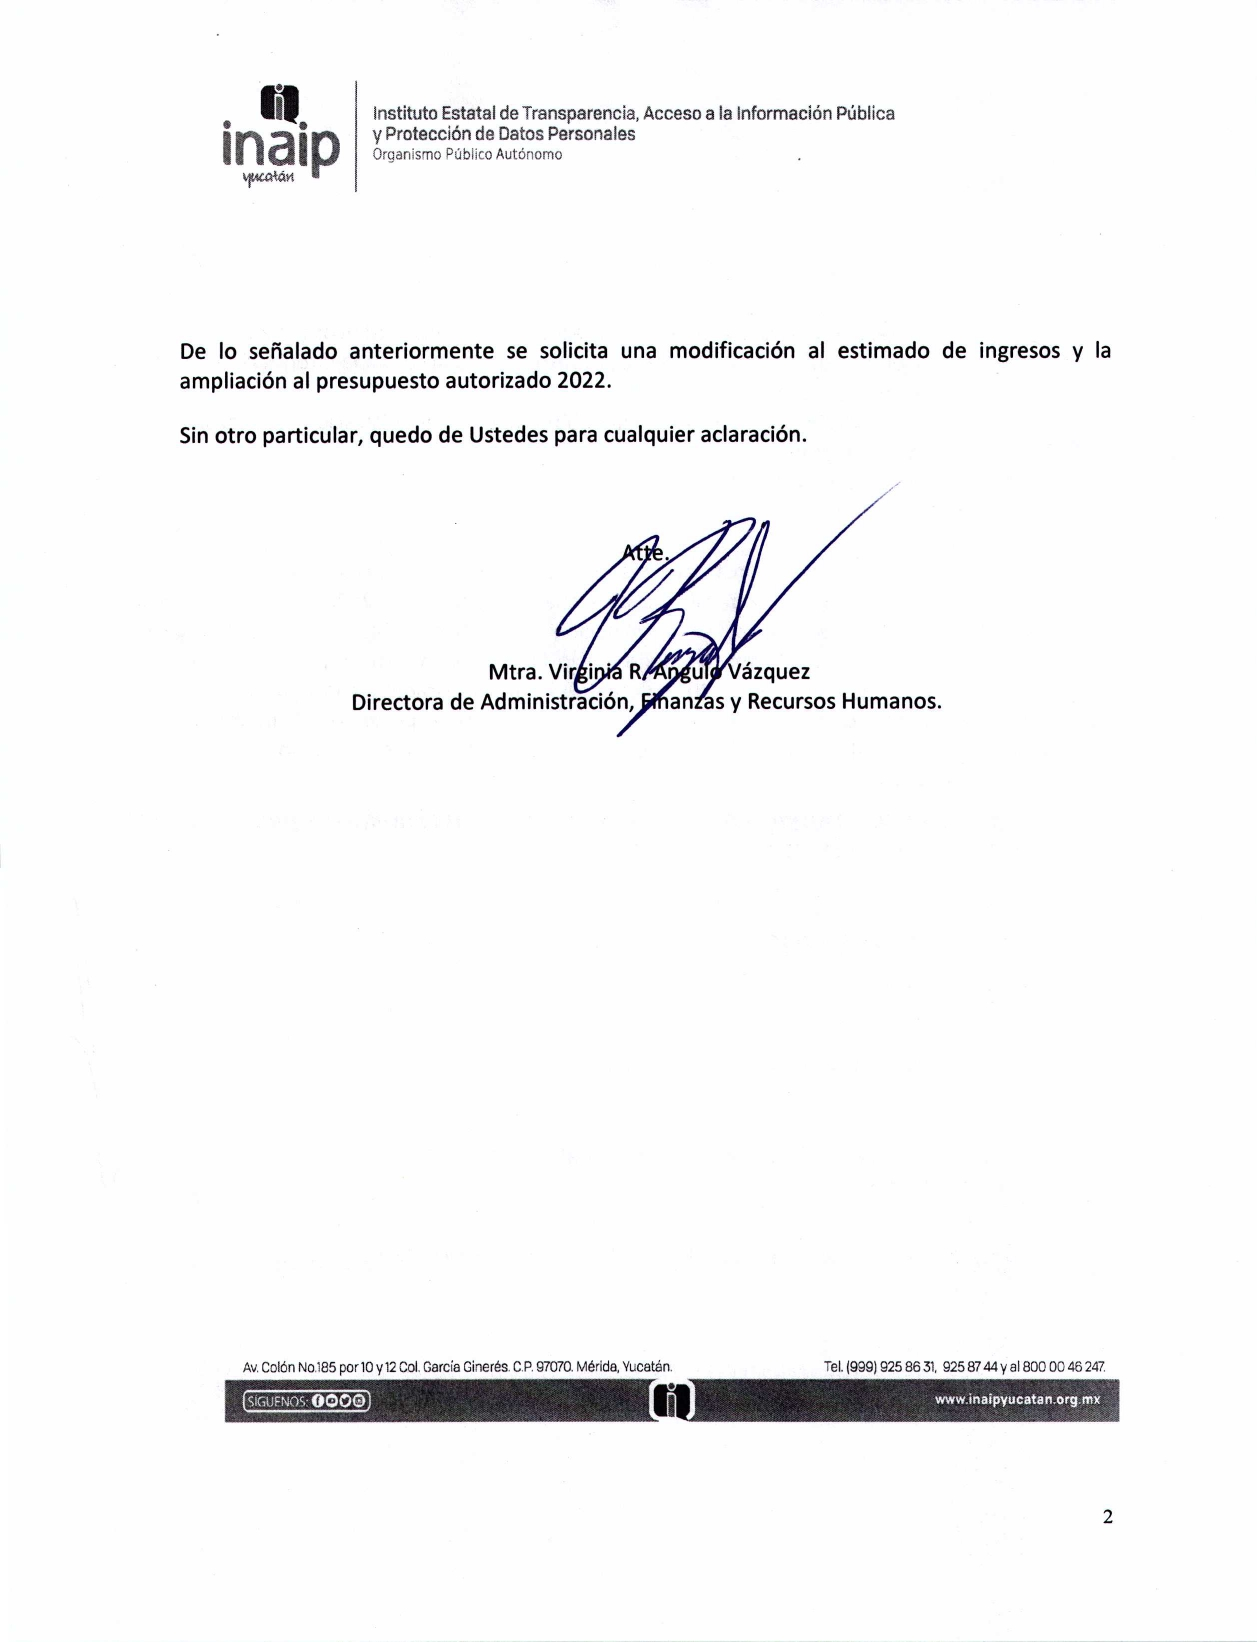 inaip
yucatán
Instituto Estatal de Transparencia, Acceso a la Información Pública
y Protección de Datos Personales
Organismo Público Autónomo
De lo señalado anteriormente se solicita una modificación al estimado de ingresos y la
ampliación al presupuesto autorizado 2022.
Sin otro particular, quedo de Ustedes para cualquier aclaración.
Atte.
Mtra. Virginia R. Angulo Vázquez
Directora de Administración, Finanzas y Recursos Humanos.
Av. Colón No.185 por 10 y 12 Col. García Ginerés. C.P. 97070. Mérida, Yucatán.
Tel. (999) 925 86 31, 925 87 44 y al 800 00 46 247.
SÍGUENOS:
www.inaipyucatan.org.mx
2